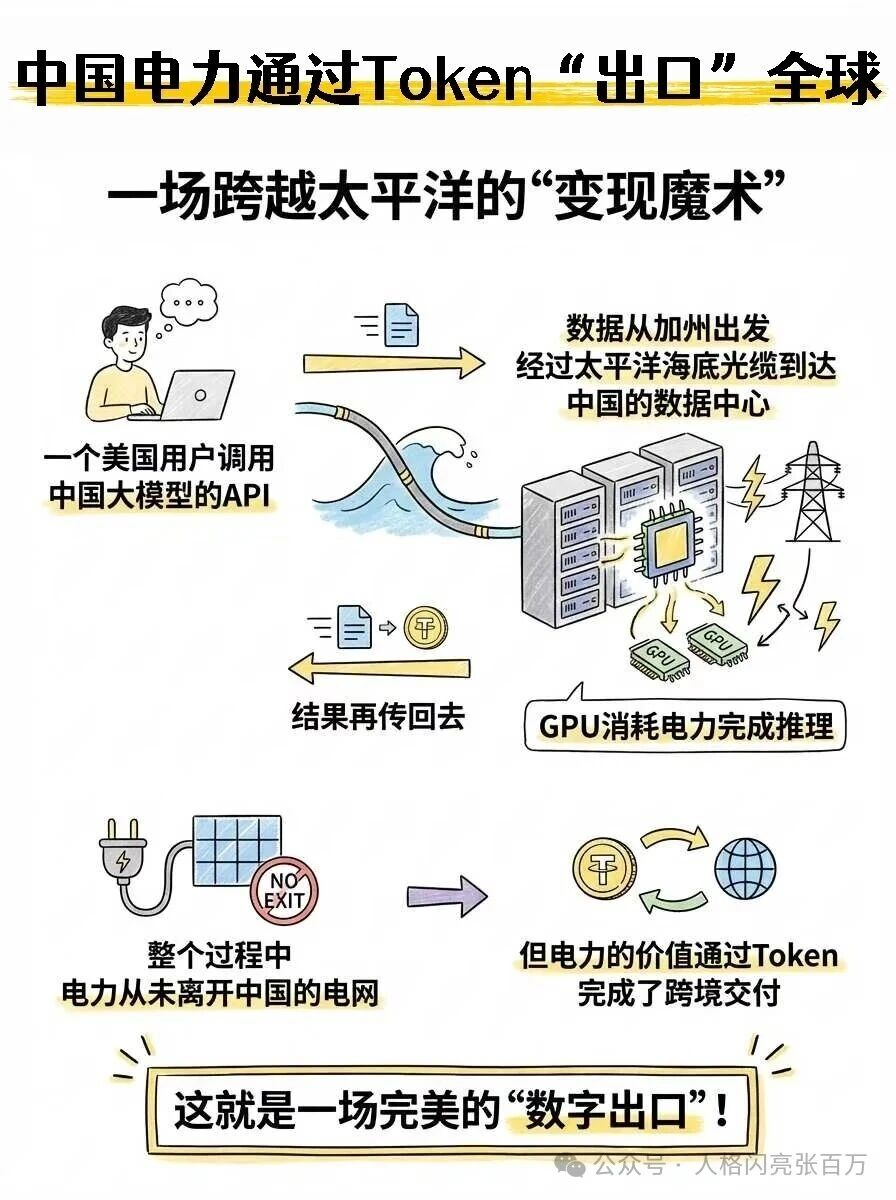 中国电力通过Token“出口”全球
一场跨越太平洋的“变现魔术”
一个美国用户调用
中国大模型的API
数据从加州出发
经过太平洋海底光缆到达
中国的数据中心
GPU
GPU
GPU消耗电力完成推理
T
结果再传回去
NO
EXIT
整个过程中
电力从未离开中国的电网
T
但电力的价值通过Token
完成了跨境交付
这就是一场完美的“数字出口”！
公众号·人格闪亮张百万